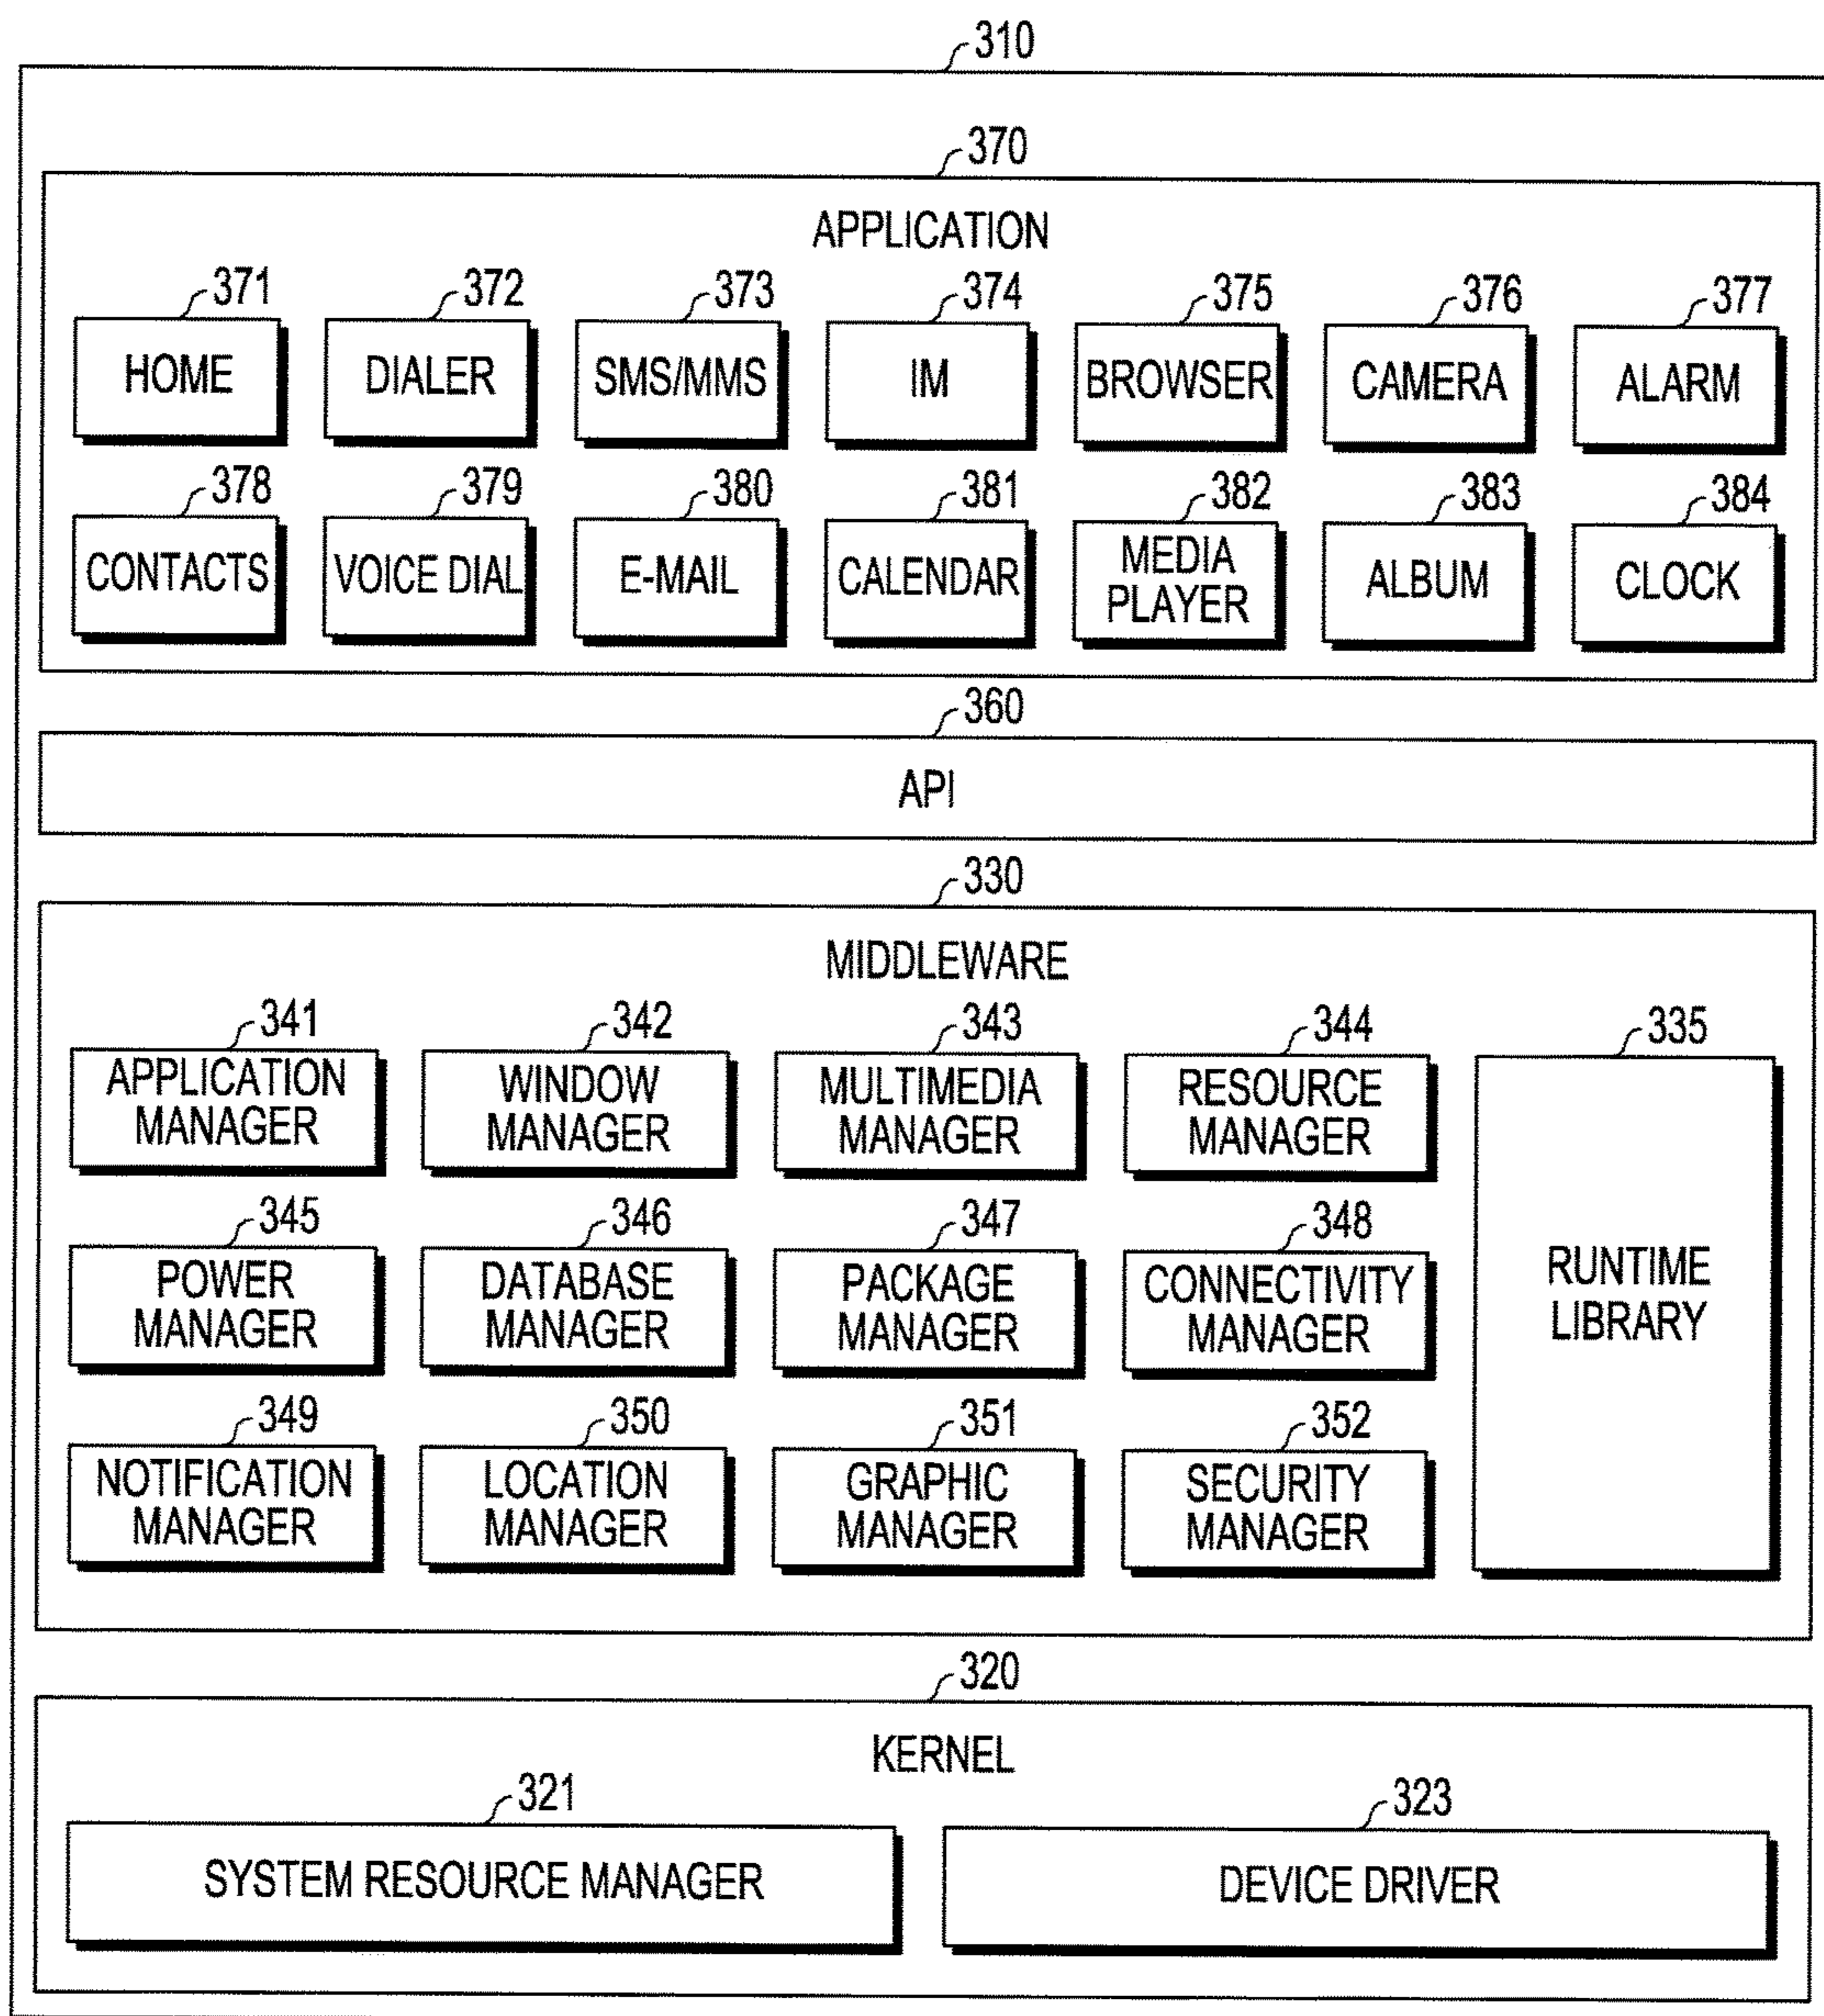 310
370
APPLICATION
371 372 373 374 375 376 377
HOME DIALER SMS/MMS IM BROWSER CAMERA ALARM
378 379 380 381 382 383 384
CONTACTS VOICE DIAL E-MAIL CALENDAR MEDIA PLAYER ALBUM CLOCK
360
API
330
MIDDLEWARE
341 342 343 344 335
APPLICATION MANAGER WINDOW MANAGER MULTIMEDIA MANAGER RESOURCE MANAGER
345 346 347 348
POWER MANAGER DATABASE MANAGER PACKAGE MANAGER CONNECTIVITY MANAGER RUNTIME LIBRARY
349 350 351 352
NOTIFICATION MANAGER LOCATION MANAGER GRAPHIC MANAGER SECURITY MANAGER
320
KERNEL
321 323
SYSTEM RESOURCE MANAGER DEVICE DRIVER